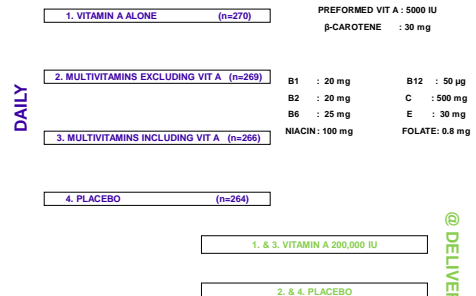 1. VITAMIN A ALONE (n=270)
PREFORMED VIT A : 5000 IU
β-CAROTENE : 30 mg
2. MULTIVITAMINS EXCLUDING VIT A (n=269)
B1 : 20 mg B12 : 50 µg
B2 : 20 mg C : 500 mg
B6 : 25 mg E : 30 mg
NIACIN : 100 mg FOLATE: 0.8 mg
DAILY
3. MULTIVITAMINS INCLUDING VIT A (n=266)
4. PLACEBO (n=264)
1. & 3. VITAMIN A 200,000 IU
2. & 4. PLACEBO
@ DELIVER